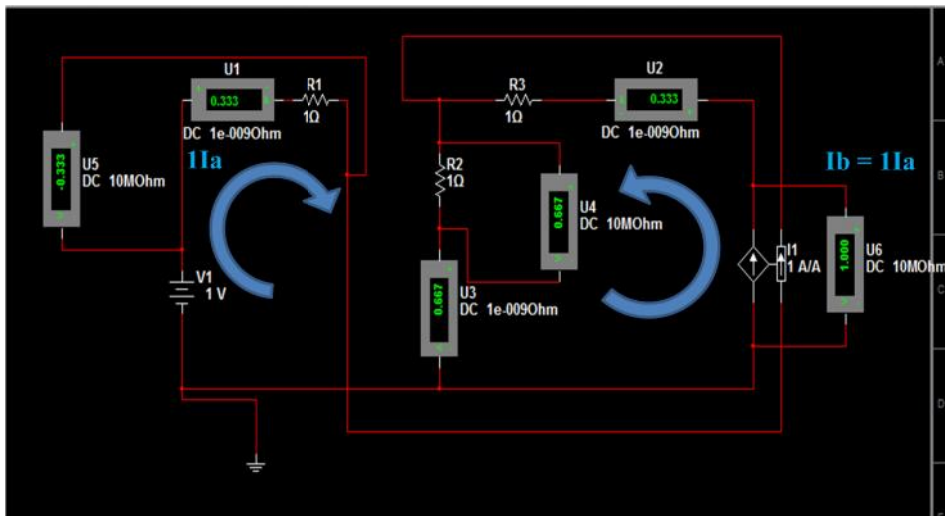 U1
0.333
DC 1e-009Ohm
R1
1Ω
1Ia
U5
DC 10MOhm
-0.333
V1
1 V
R3
1Ω
U2
0.333
DC 1e-009Ohm
R2
1Ω
U4
DC 10MOhm
0.667
U3
DC 1e-009Ohm
0.667
Ib = 1Ia
I1
1 A/A
U6
DC 10MOhm
1.000
A
B
C
D